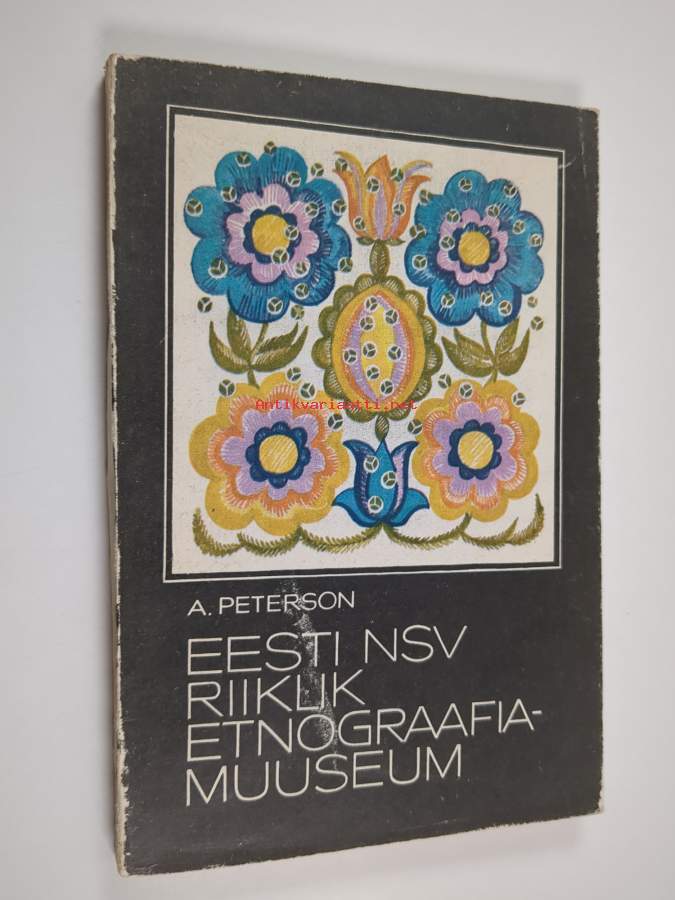 Antikvariaatti.net
A. PETERSON
EESTI NSV
RIIKLIK
ETNOGRAAFIA-
MUUSEUM